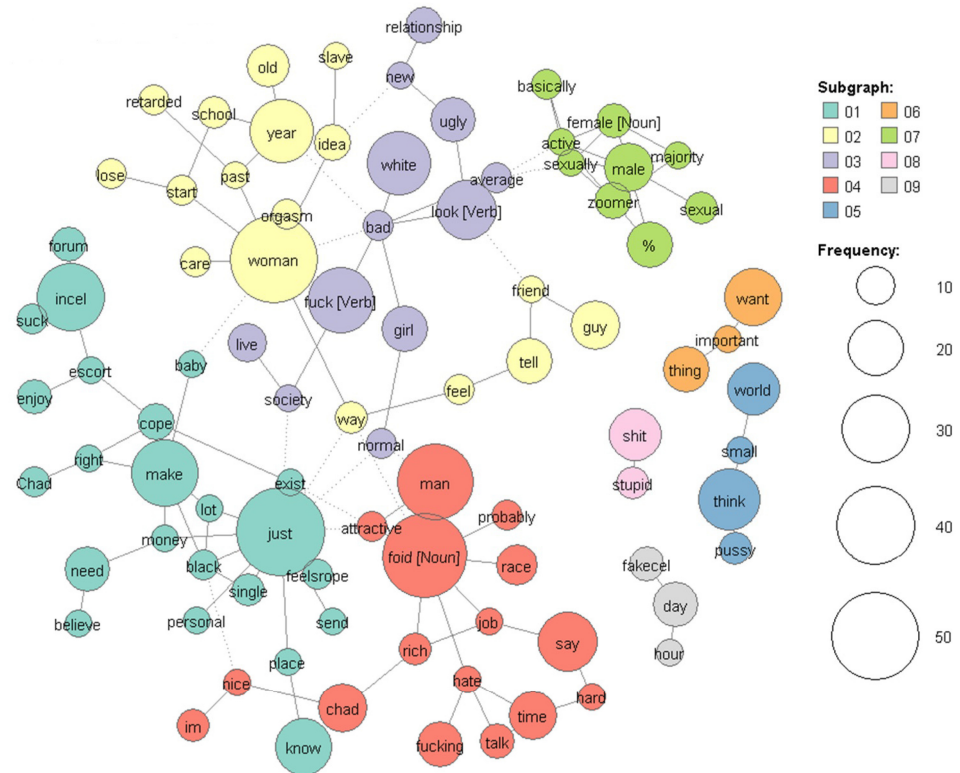 relationship
old
slave
new
basically
retarded
school
ugly
female [Noun]
year
idea
active
majority
white
sexually
male
lose
start
past
average
zoomer
sexual
orgasm
look [Verb]
bad
%
care
woman
forum
fuck [Verb]
friend
want
incel
guy
suck
live
girl
important
baby
tell
thing
escort
enjoy
society
feel
world
cope
way
right
normal
shit
small
Chad
make
exist
man
stupid
think
lot
attractive
probably
money
just
foid [Noun]
pussy
need
black
feelsrope
race
fakecel
single
day
believe
personal
send
job
say
place
rich
hour
nice
hate
hard
im
chad
time
know
fucking
talk
Subgraph:
01 06
02 07
03 08
04 09
05
Frequency:
10
20
30
40
50